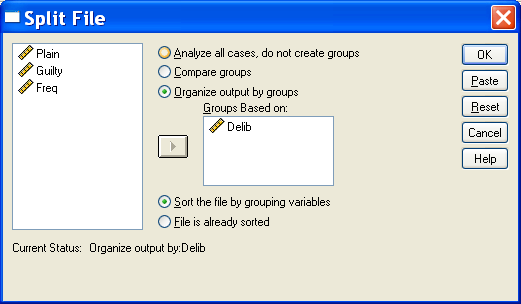 Split File
Plain
Guilty
Freq
Analyze all cases, do not create groups
Compare groups
Organize output by groups
Groups Based on:
Delib
Sort the file by grouping variables
File is already sorted
Current Status: Organize output by:Delib
OK
Paste
Reset
Cancel
Help